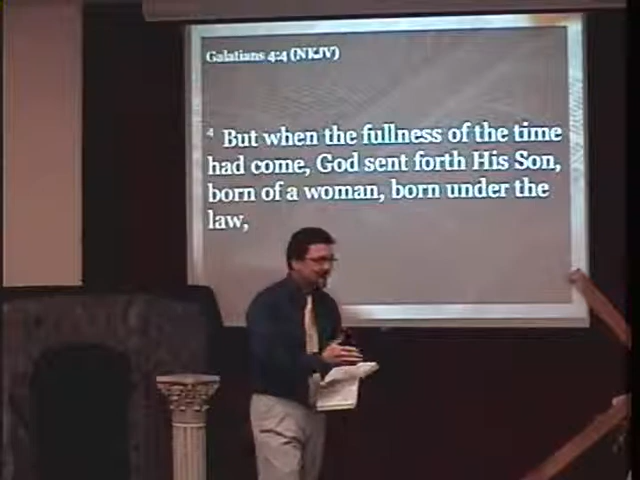 Galatians 4:4 (NKJV)
4 But when the fullness of the time
had come, God sent forth His Son,
born of a woman, born under the
law,